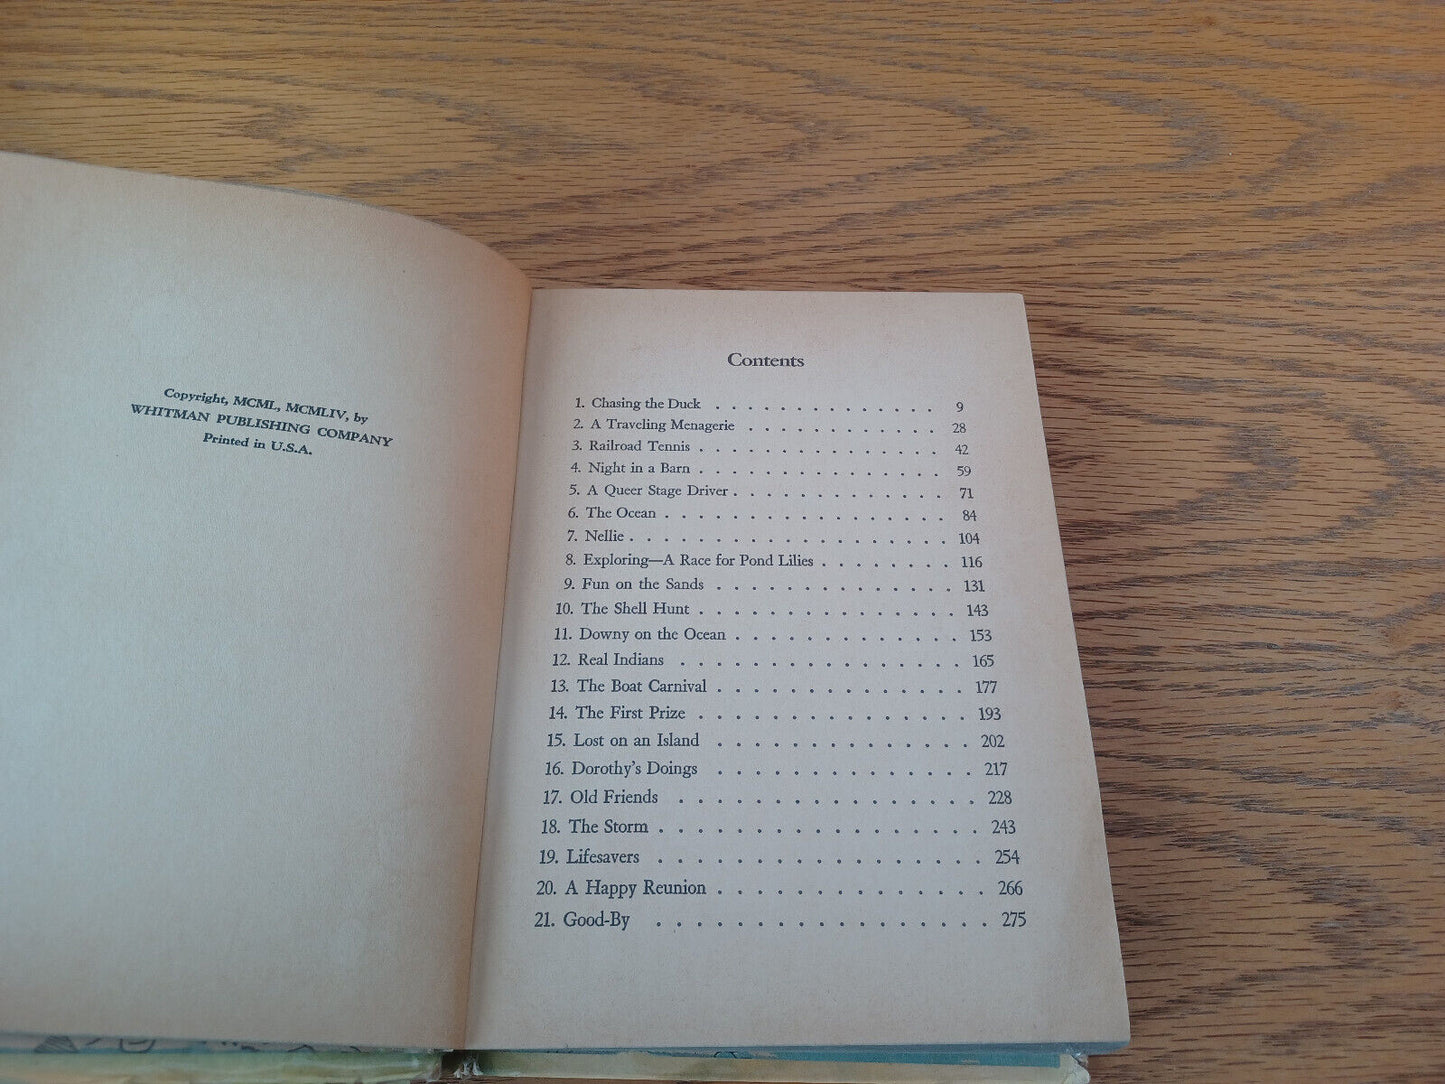 Copyright, MCML, MCMLIV, by
WHITMAN PUBLISHING COMPANY
Printed in U.S.A.
Contents
1. Chasing the Duck . . . . . . . . . . . . . . 9
2. A Traveling Menagerie . . . . . . . . . . . . 28
3. Railroad Tennis . . . . . . . . . . . . . . . 42
4. Night in a Barn . . . . . . . . . . . . . . . 59
5. A Queer Stage Driver . . . . . . . . . . . . . 71
6. The Ocean . . . . . . . . . . . . . . . . . 84
7. Nellie . . . . . . . . . . . . . . . . . . 104
8. Exploring—A Race for Pond Lilies . . . . . . . . 116
9. Fun on the Sands . . . . . . . . . . . . . . 131
10. The Shell Hunt . . . . . . . . . . . . . . . 143
11. Downy on the Ocean . . . . . . . . . . . . . 153
12. Real Indians . . . . . . . . . . . . . . . . 165
13. The Boat Carnival . . . . . . . . . . . . . . 177
14. The First Prize . . . . . . . . . . . . . . . 193
15. Lost on an Island . . . . . . . . . . . . . . 202
16. Dorothy's Doings . . . . . . . . . . . . . . 217
17. Old Friends . . . . . . . . . . . . . . . . 228
18. The Storm . . . . . . . . . . . . . . . . . 243
19. Lifesavers . . . . . . . . . . . . . . . . . 254
20. A Happy Reunion . . . . . . . . . . . . . . 266
21. Good-By . . . . . . . . . . . . . . . . . 275